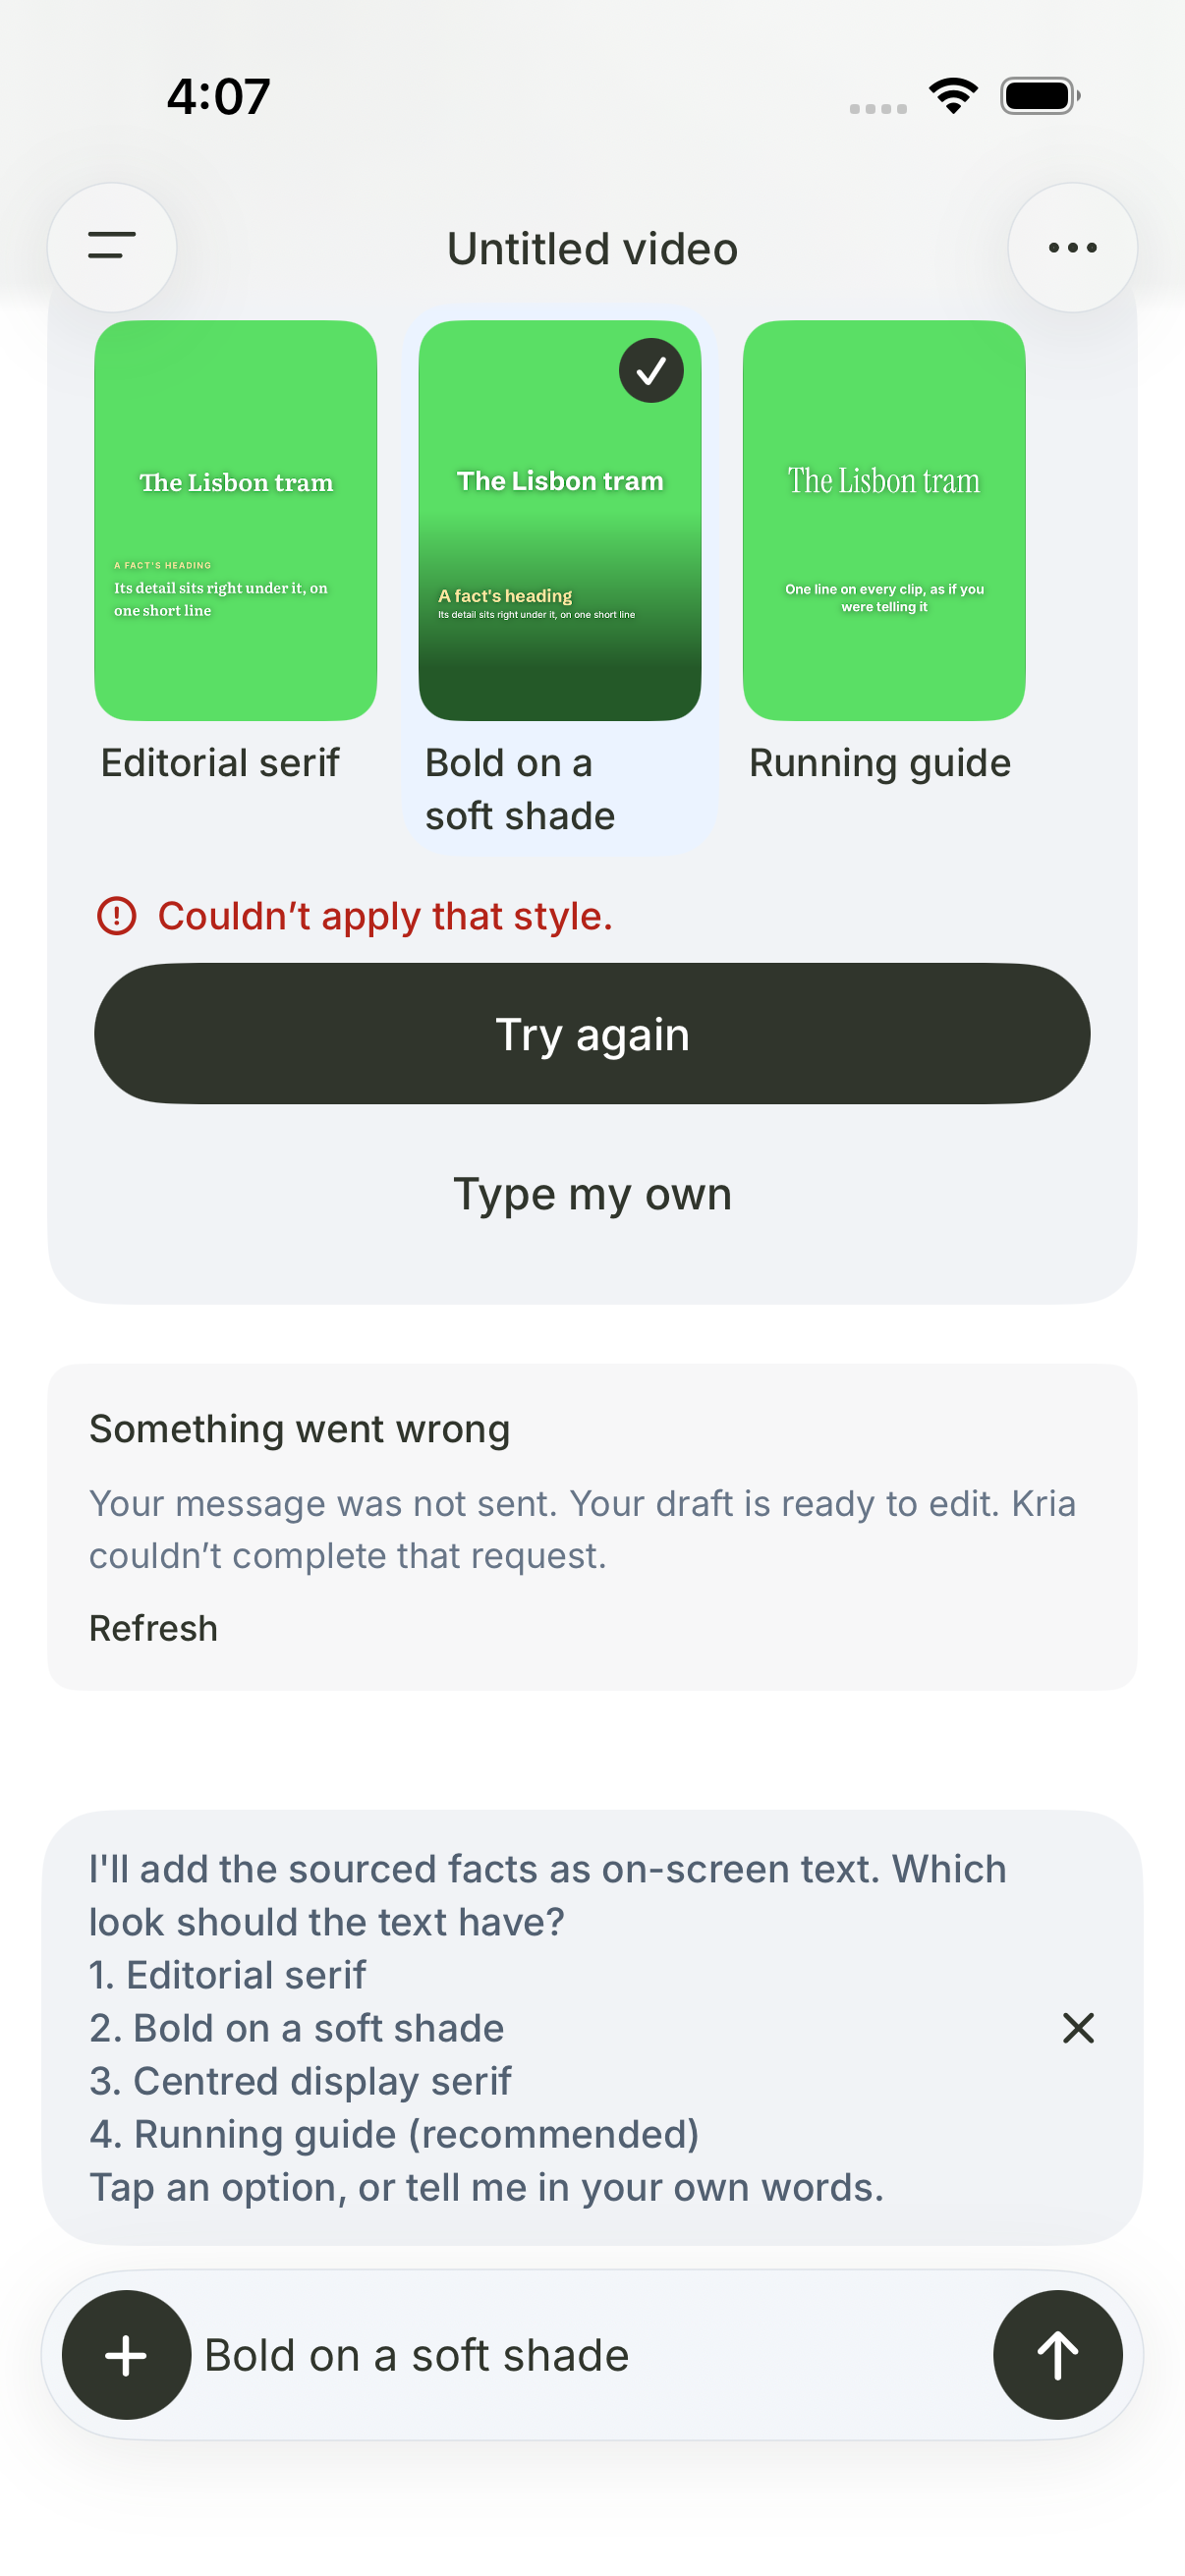 4:07
Untitled video
The Lisbon tram
A FACT'S HEADING
Its detail sits right under it, on
one short line
The Lisbon tram
A fact's heading
Its detail sits right under it, on one short line
The Lisbon tram
One line on every clip, as if you
were telling it
Editorial serif
Bold on a
soft shade
Running guide
Couldn’t apply that style.
Try again
Type my own
Something went wrong
Your message was not sent. Your draft is ready to edit. Kria
couldn’t complete that request.
Refresh
I'll add the sourced facts as on-screen text. Which
look should the text have?
1. Editorial serif
2. Bold on a soft shade
3. Centred display serif
4. Running guide (recommended)
Tap an option, or tell me in your own words.
Bold on a soft shade